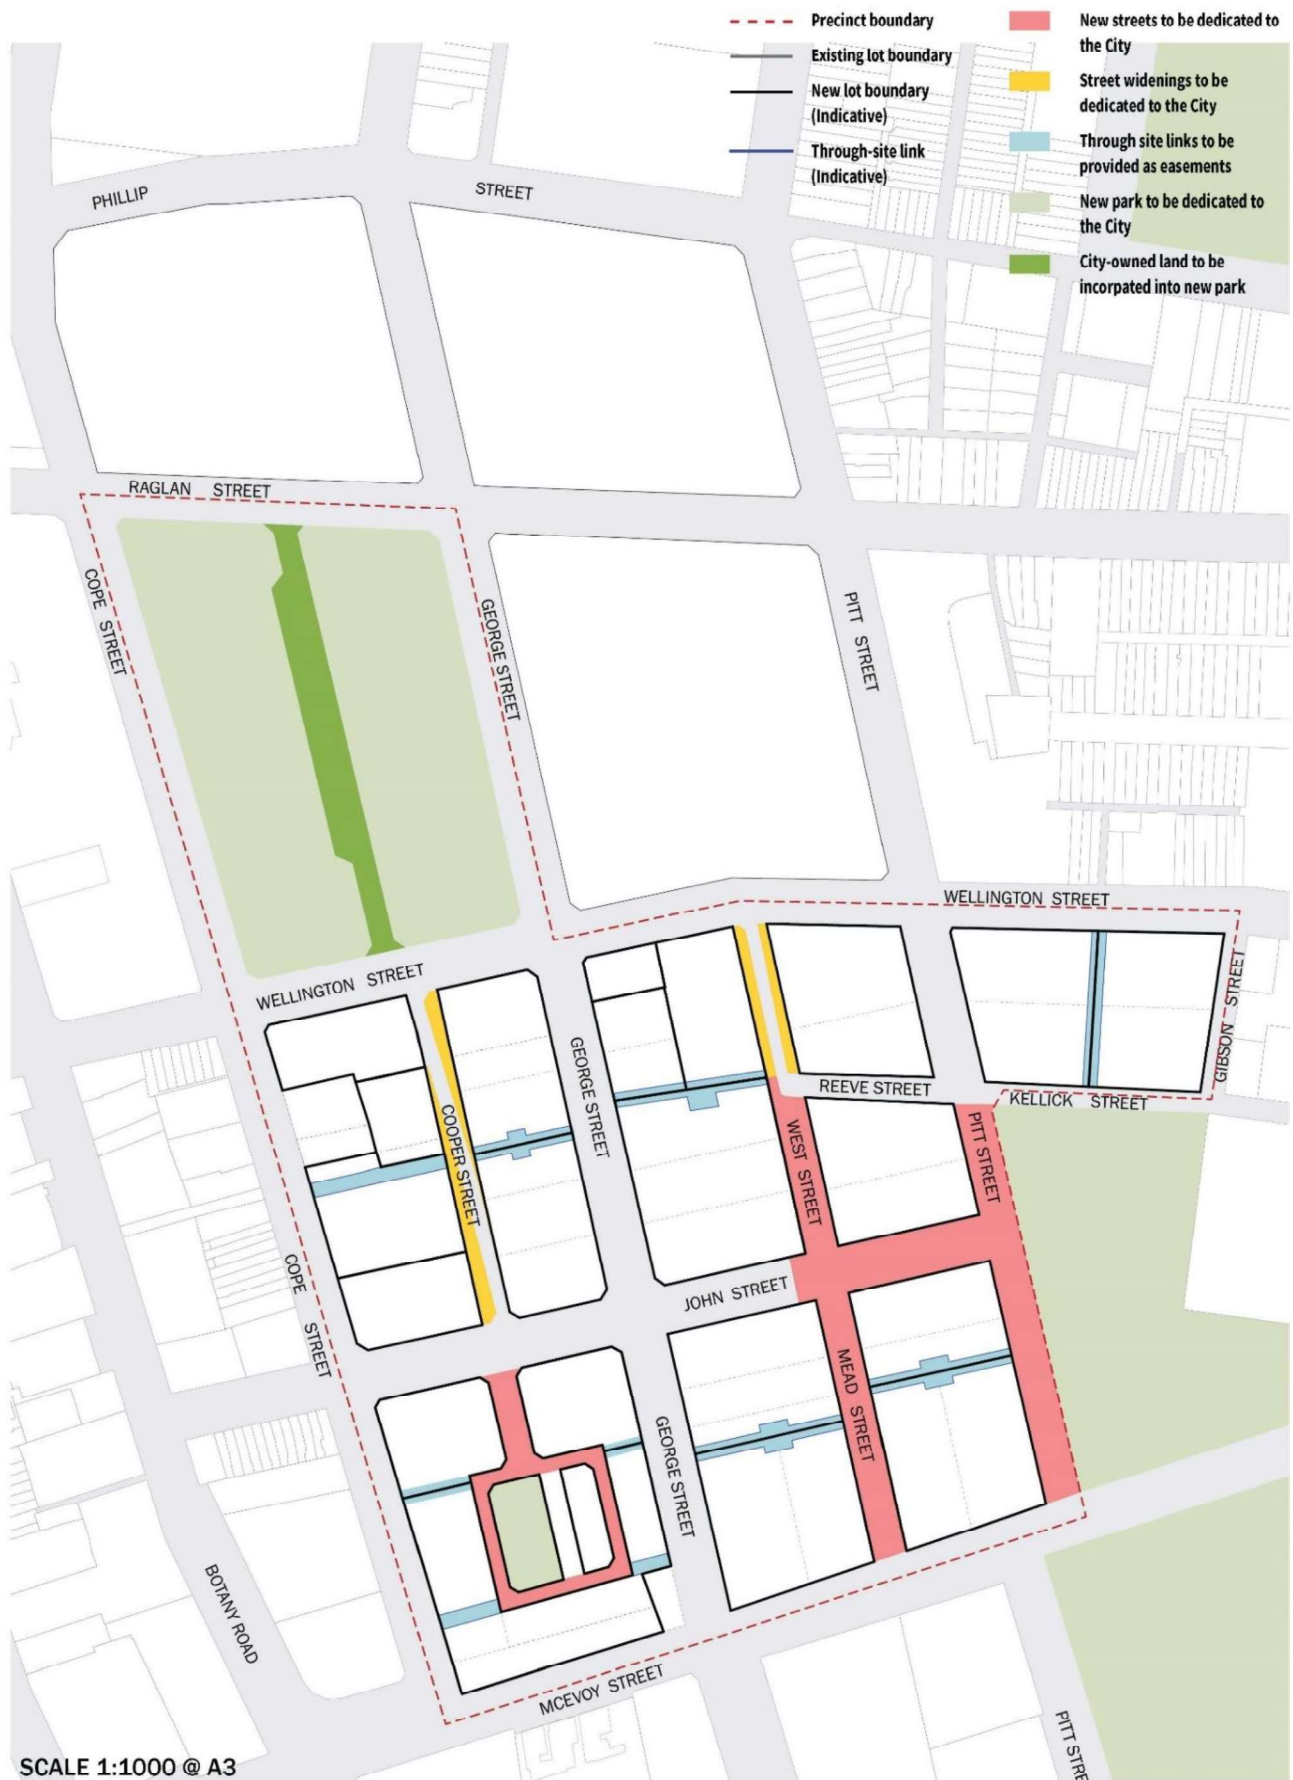 Precinct boundary
Existing lot boundary
New lot boundary
(Indicative)
Through-site link
(Indicative)
New streets to be dedicated to
the City
Street widenings to be
dedicated to the City
Through site links to be
provided as easements
New park to be dedicated to
the City
City-owned land to be
incorpated into new park
PHILLIP
STREET
RAGLAN STREET
COPE STREET
GEORGE STREET
PITT STREET
WELLINGTON STREET
WELLINGTON STREET
GIBSON STREET
GEORGE STREET
REEVE STREET
KELLICK STREET
COOPER STREET
WEST STREET
PITT STREET
COPE STREET
JOHN STREET
MEAD STREET
GEORGE STREET
BOTANY ROAD
MCEVOY STREET
PITT STRE
SCALE 1:1000 @ A3